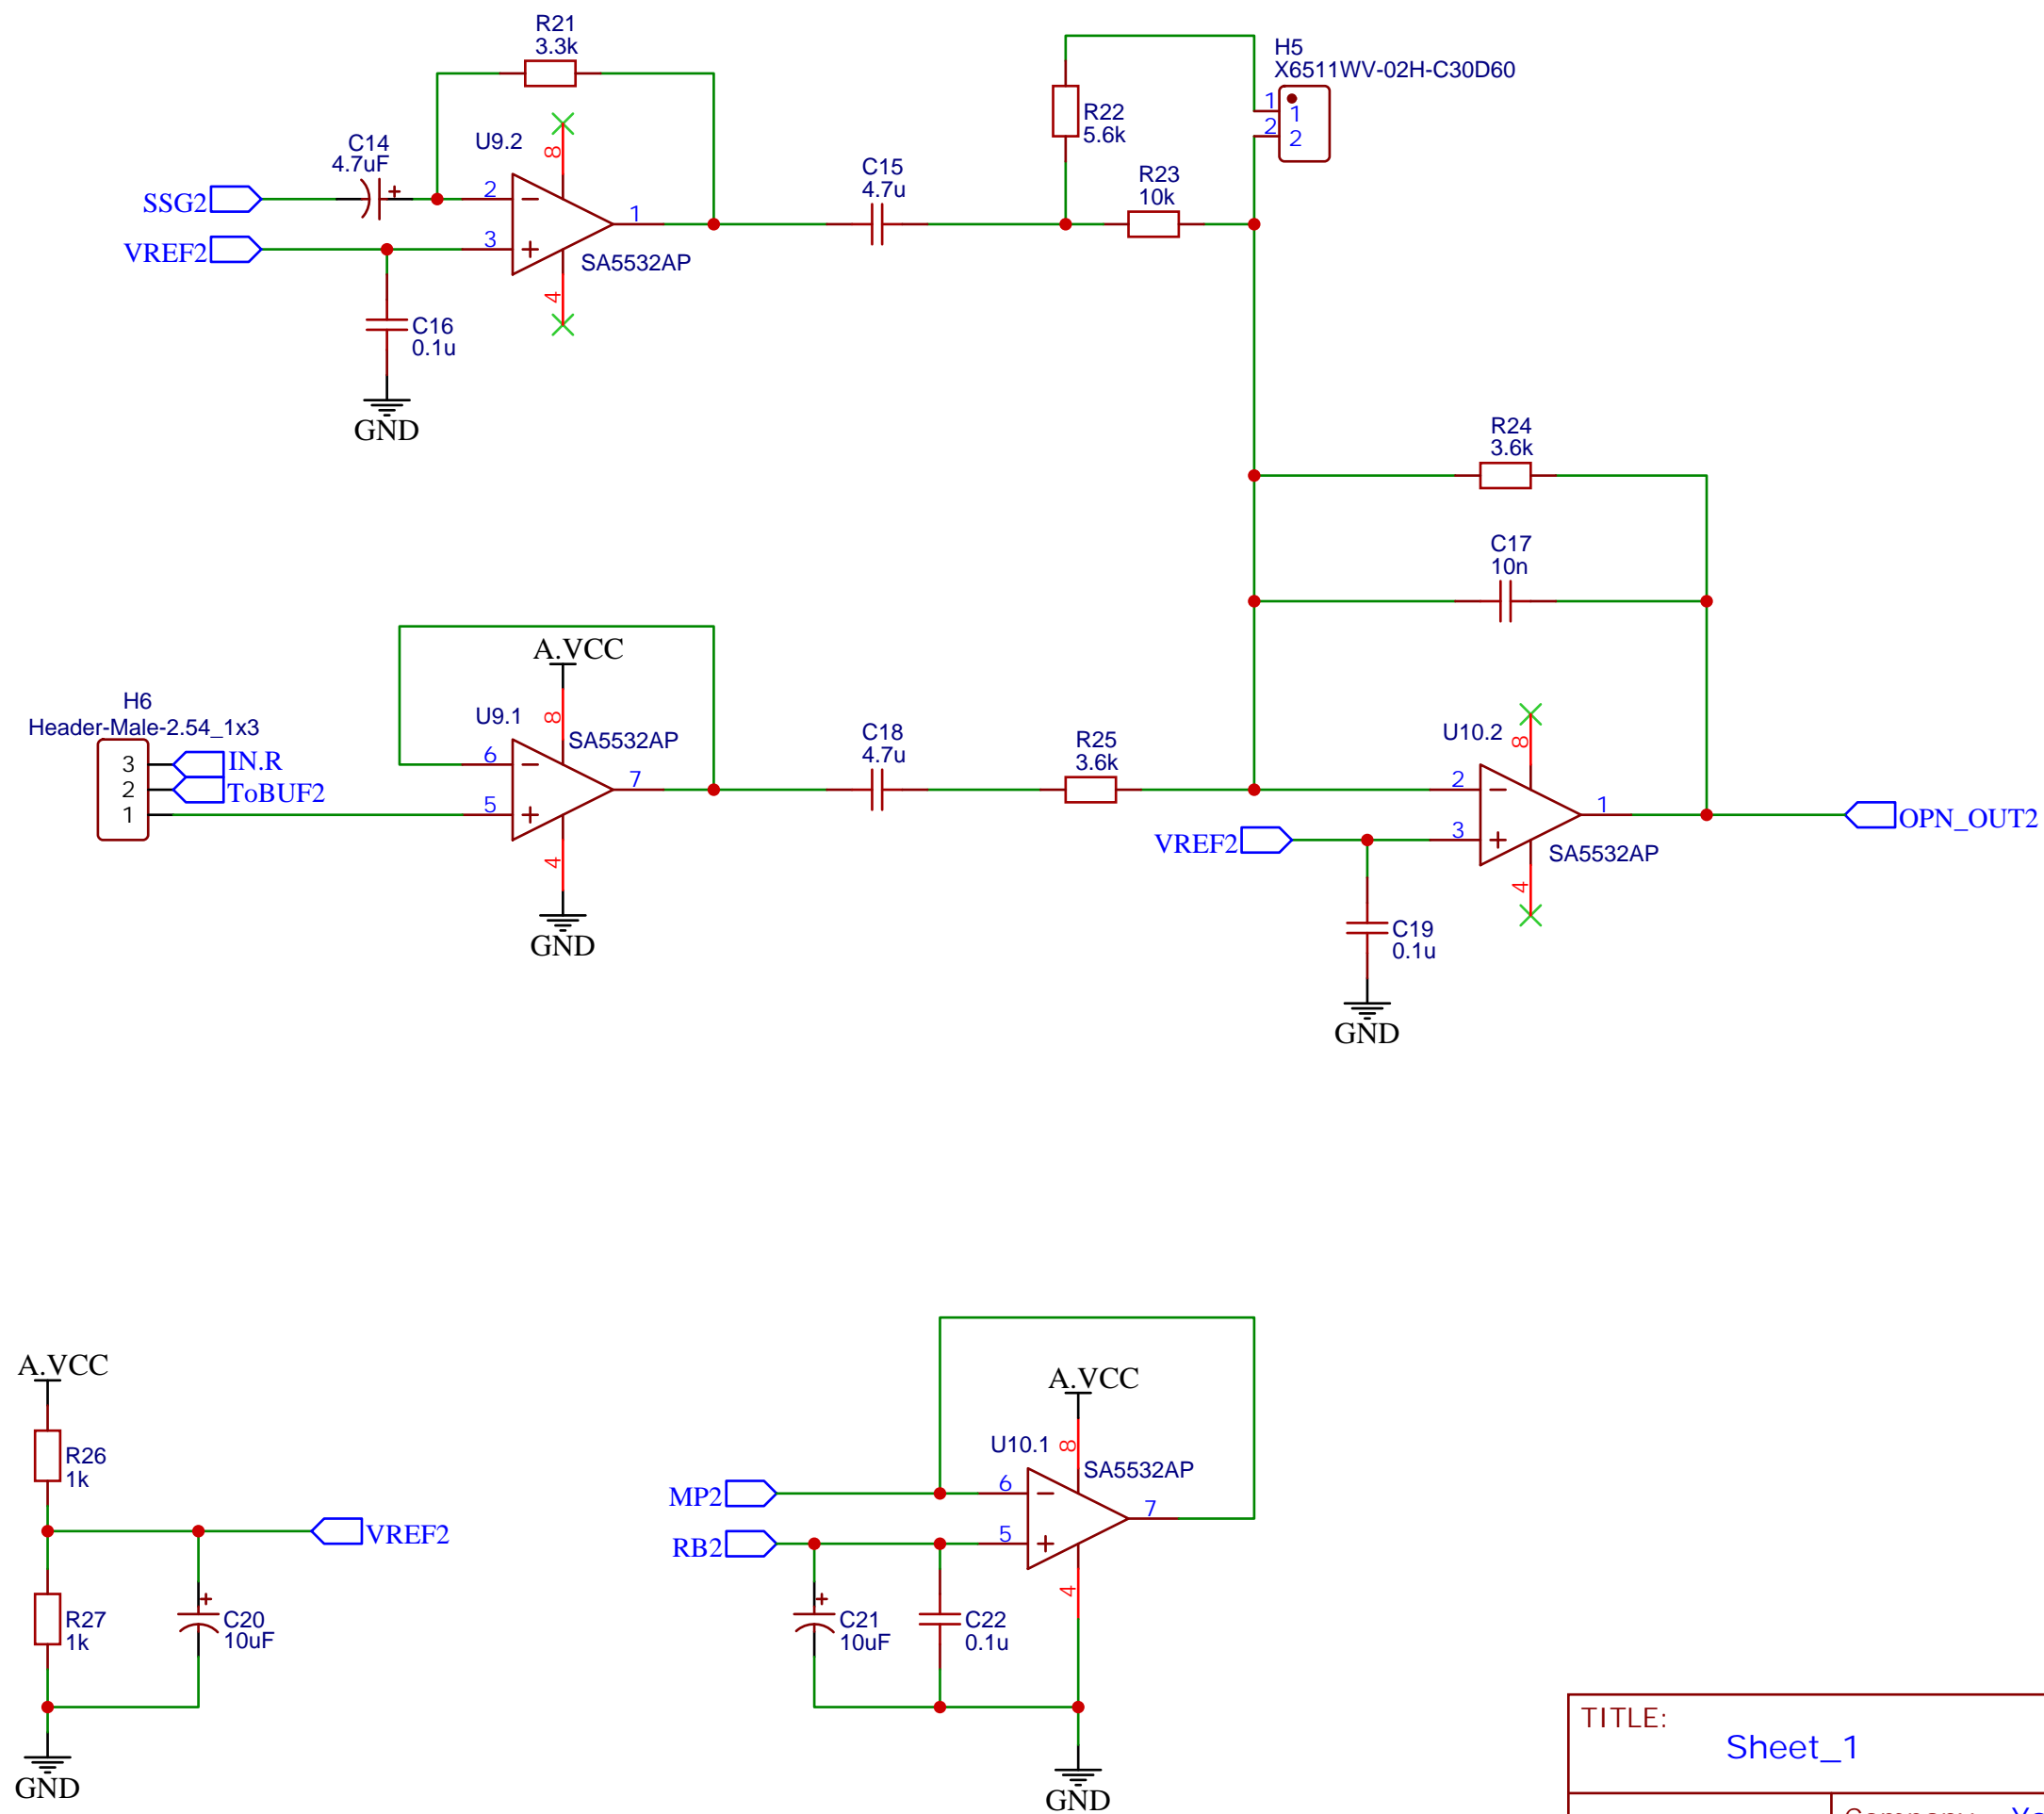 R21
3.3k
H5
X6511WV-02H-C30D60
1
1
2
2
R22
5.6k
U9.2
8
C14
4.7uF
+
C15
4.7u
R23
10k
SSG2
2
1
VREF2
3
SA5532AP
4
C16
0.1u
GND
R24
3.6k
C17
10n
A.VCC
H6
Header-Male-2.54_1x3
U9.1
8
SA5532AP
C18
4.7u
R25
3.6k
U10.2
8
3
IN.R
6
2
ToBUF2
7
2
1
5
1
OPN_OUT2
VREF2
3
SA5532AP
4
4
C19
0.1u
GND
GND
A.VCC
A.VCC
R26
1k
U10.1
8
SA5532AP
MP2
6
7
VREF2
RB2
5
4
R27
1k
+
C20
10uF
+
C21
10uF
C22
0.1u
GND
GND
TITLE:
Sheet_1